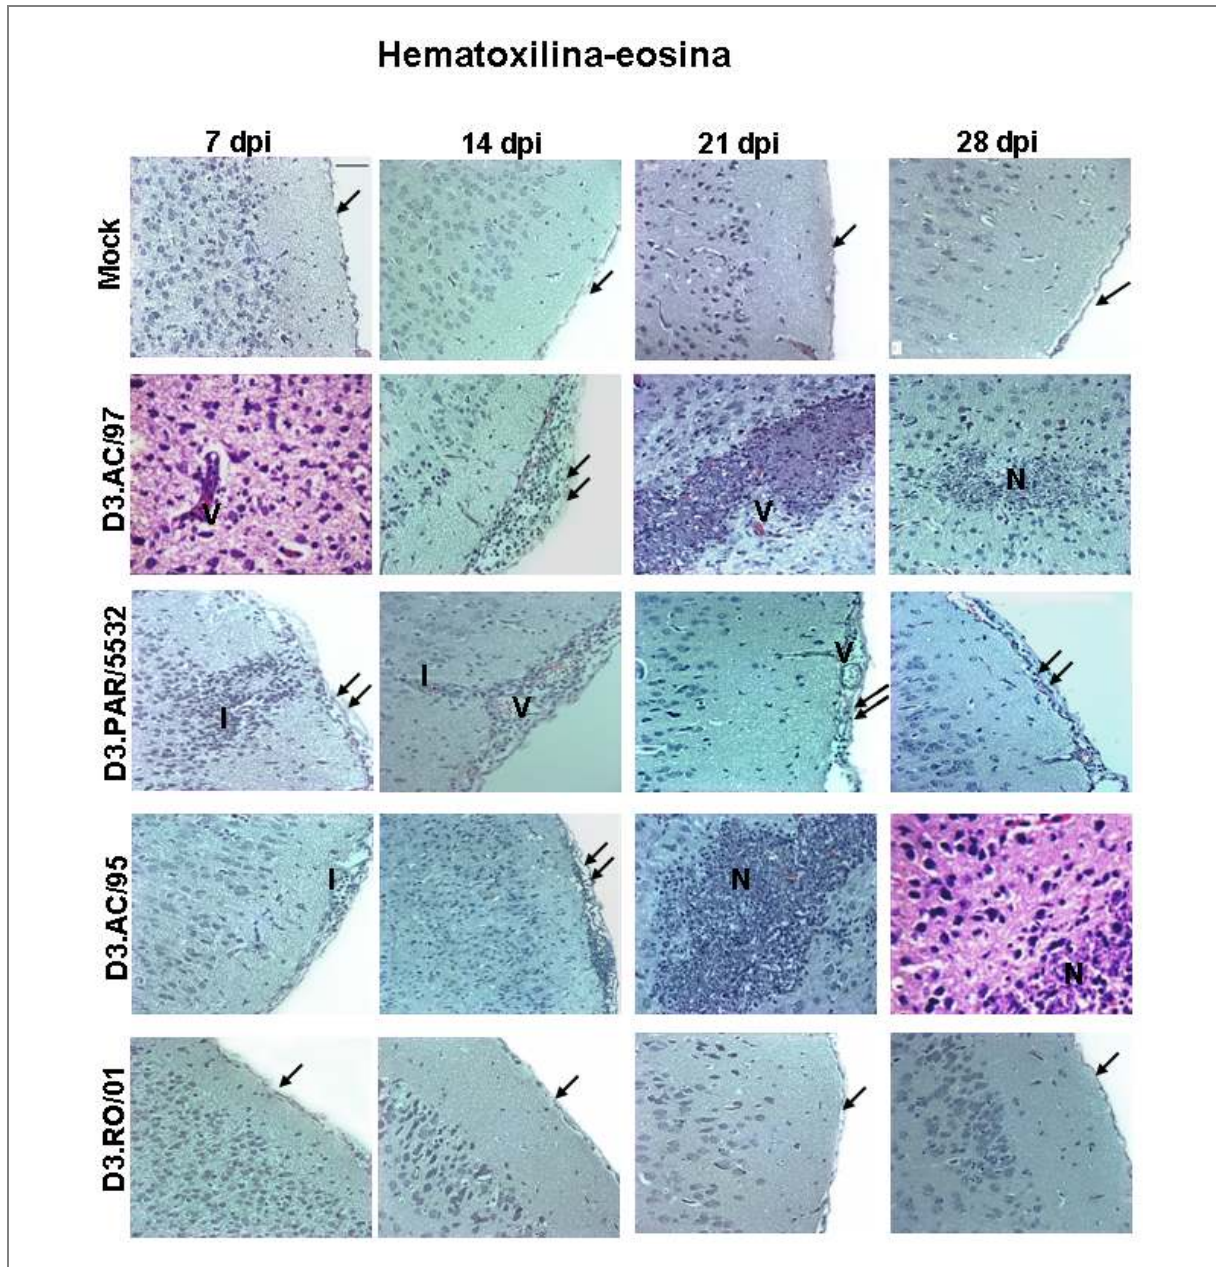 Hematoxilina-eosina
7 dpi 14 dpi 21 dpi 28 dpi
Mock
D3.AC/97
V
V
N
D3.PAR/5532
I
I
V
V
D3.AC/95
I
N
N
D3.RO/01